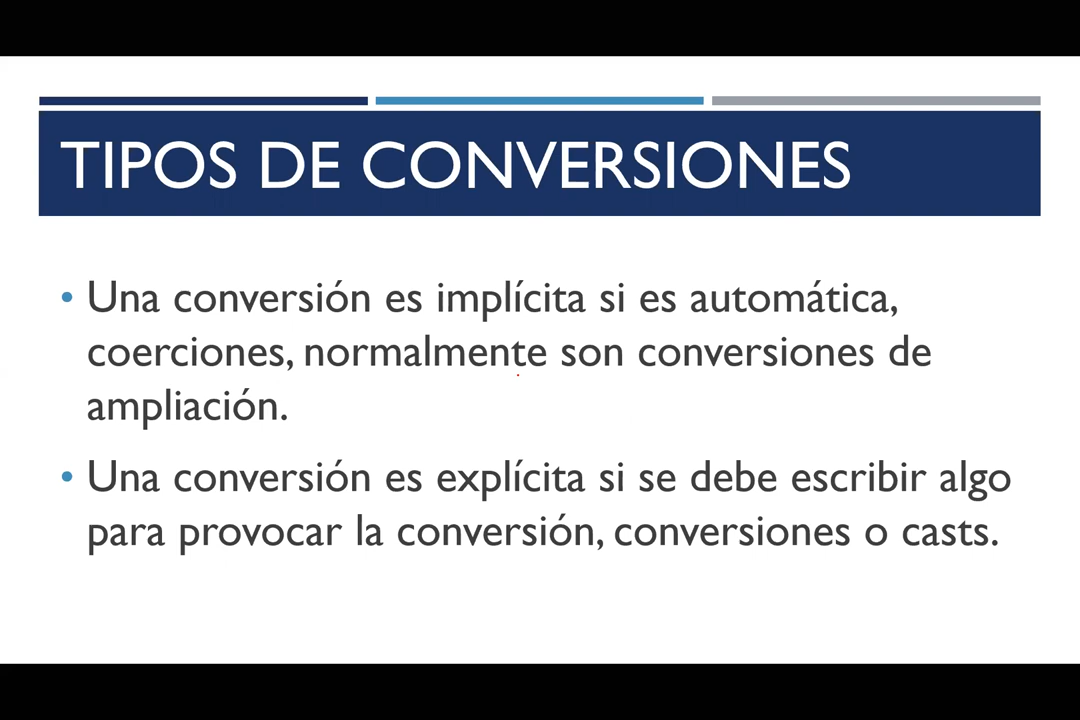 TIPOS DE CONVERSIONES
• Una conversión es implícita si es automática,
coerciones, normalmente son conversiones de
ampliación.
• Una conversión es explícita si se debe escribir algo
para provocar la conversión, conversiones o casts.